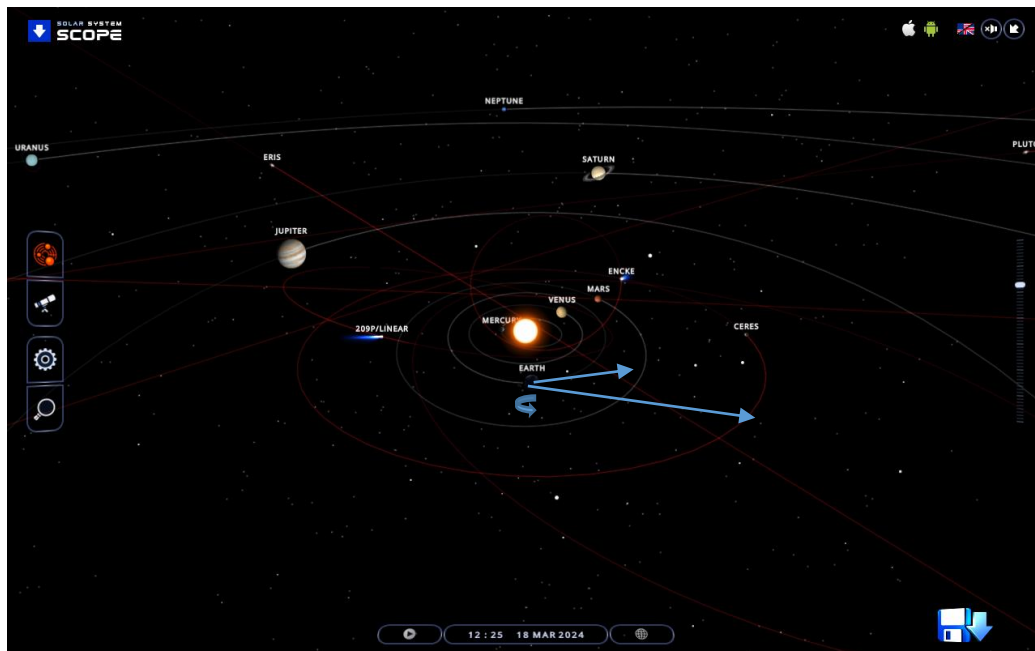 SOLAR SYSTEM
SCOPE
NEPTUNE
URANUS
ERIS
SATURN
PLUTO
JUPITER
ENCKE
MARS
VENUS
MERCURY
209P/LINEAR
CERES
EARTH
12 : 25 18 MAR 2024